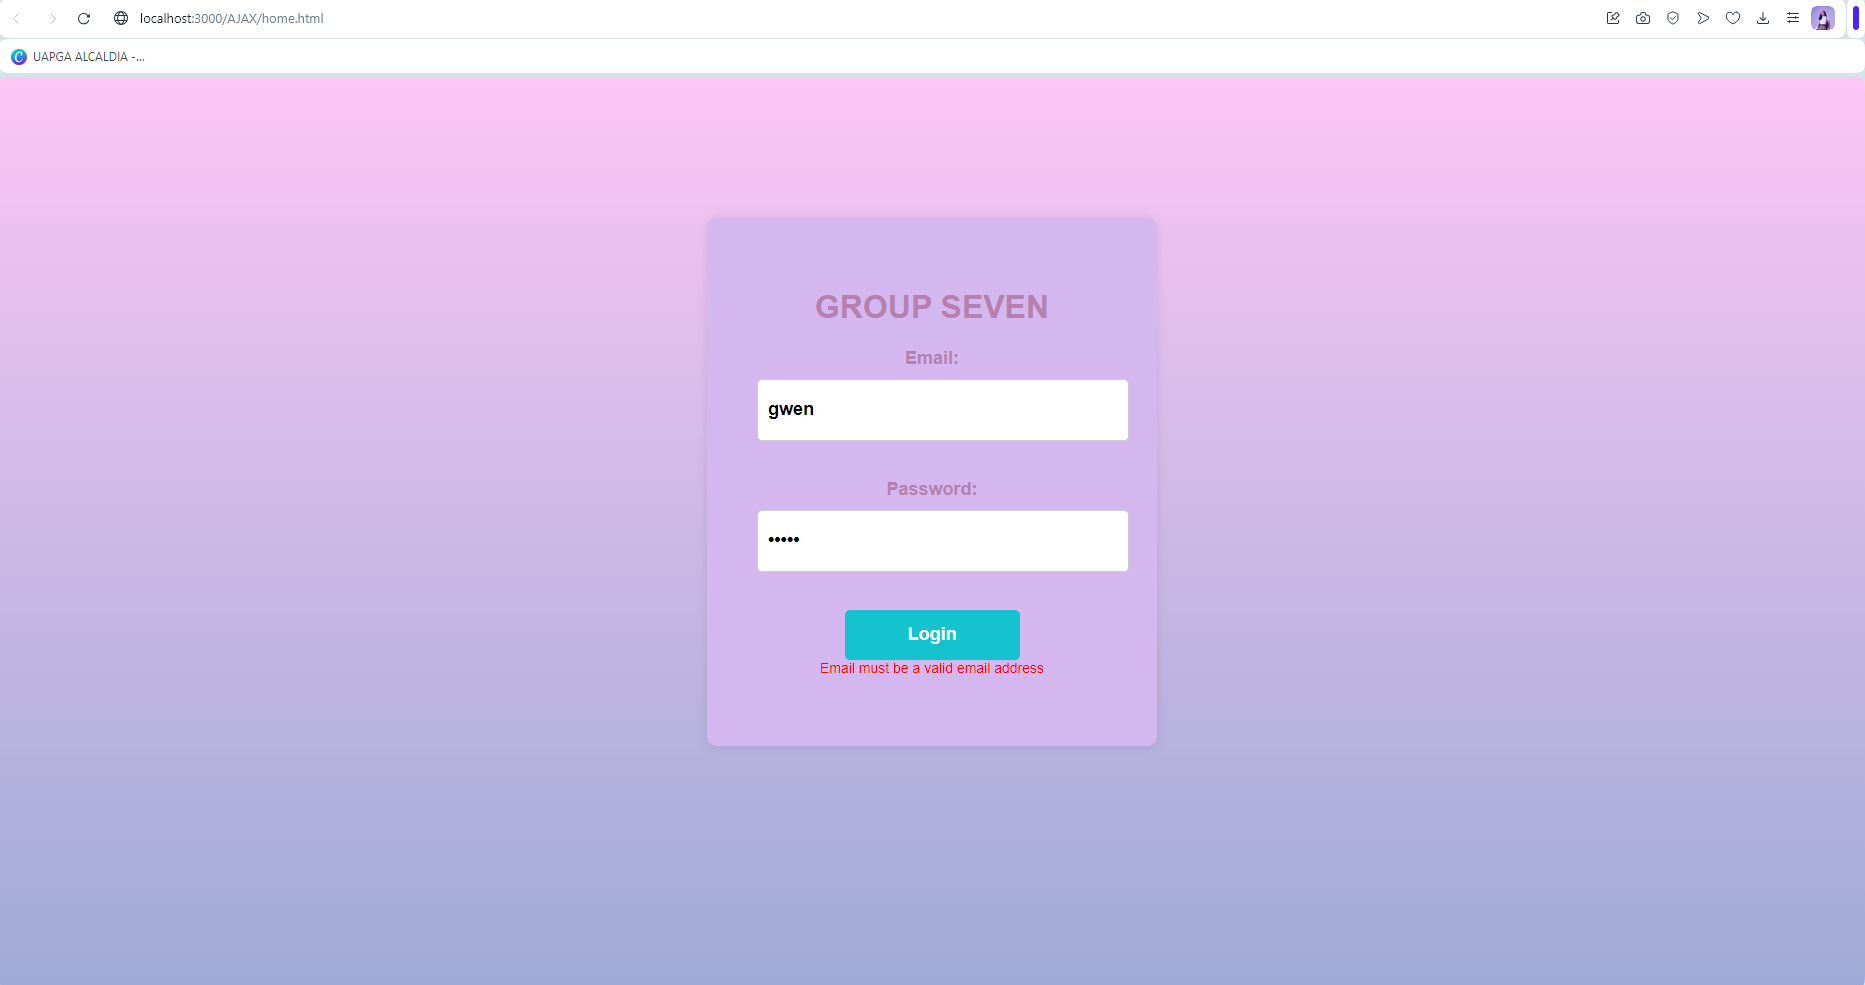 localhost:3000/AJAX/home.html
UAPGA ALCALDIA -...
GROUP SEVEN
Email:
gwen
Password:
•••••
Login
Email must be a valid email address